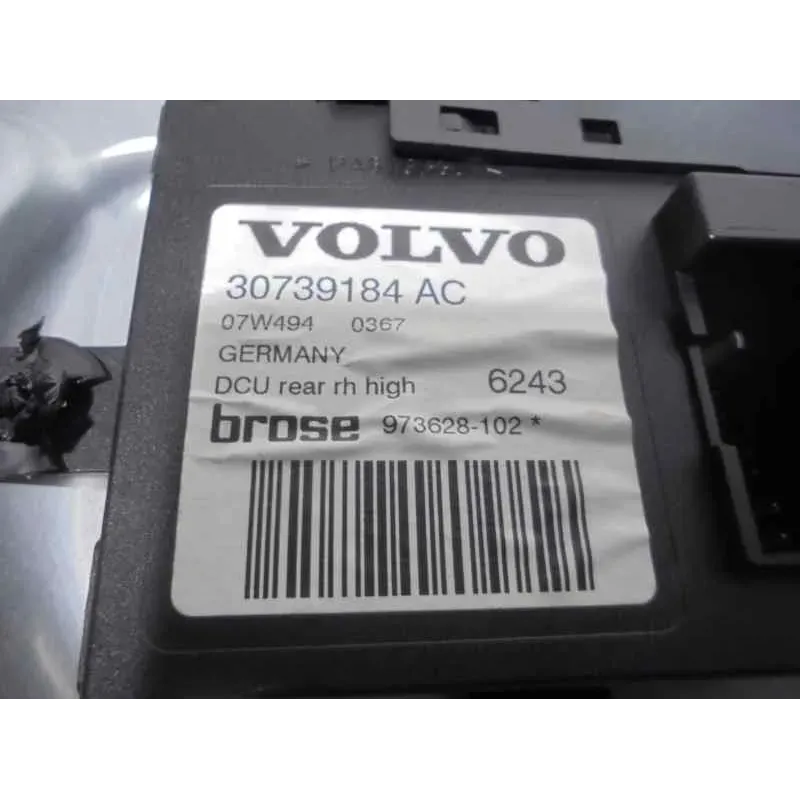 VOLVO
30739184 AC
07W494 0367
GERMANY
DCU rear rh high 6243
brose 973628-102 *